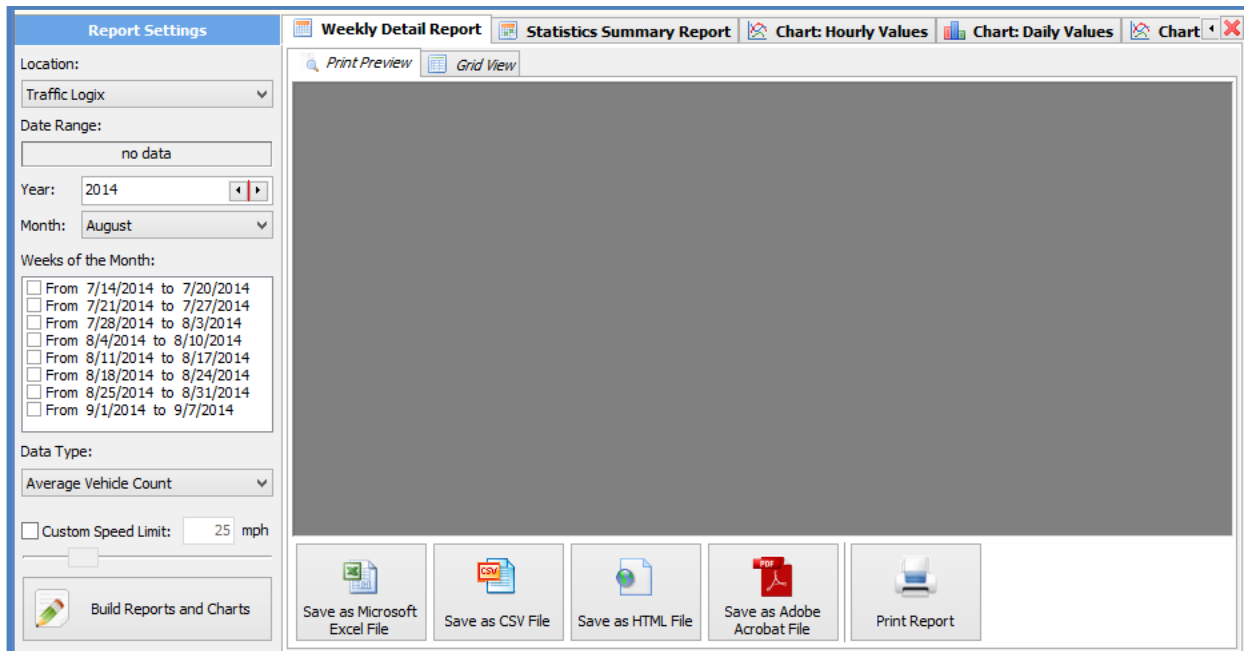 Report Settings
Location:
Traffic Logix
Date Range:
no data
Year: 2014
Month: August
Weeks of the Month:
From 7/14/2014 to 7/20/2014
From 7/21/2014 to 7/27/2014
From 7/28/2014 to 8/3/2014
From 8/4/2014 to 8/10/2014
From 8/11/2014 to 8/17/2014
From 8/18/2014 to 8/24/2014
From 8/25/2014 to 8/31/2014
From 9/1/2014 to 9/7/2014
Data Type:
Average Vehicle Count
Custom Speed Limit: 25 mph
Build Reports and Charts
Weekly Detail Report Statistics Summary Report Chart: Hourly Values Chart: Daily Values Chart
Print Preview Grid View
Save as Microsoft
Excel File
CSV
Save as CSV File
Save as HTML File
PDF
Save as Adobe
Acrobat File
Print Report